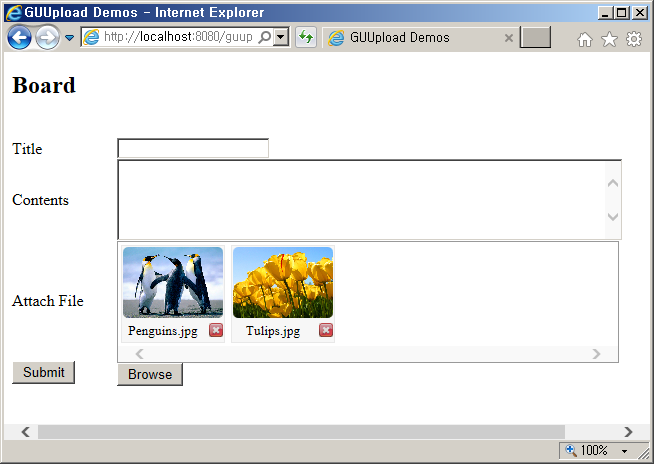 GUUpload Demos - Internet Explorer
http://localhost:8080/guup
GUUpload Demos
Board
Title
Contents
Attach File
Penguins.jpg
Tulips.jpg
Submit
Browse
100%